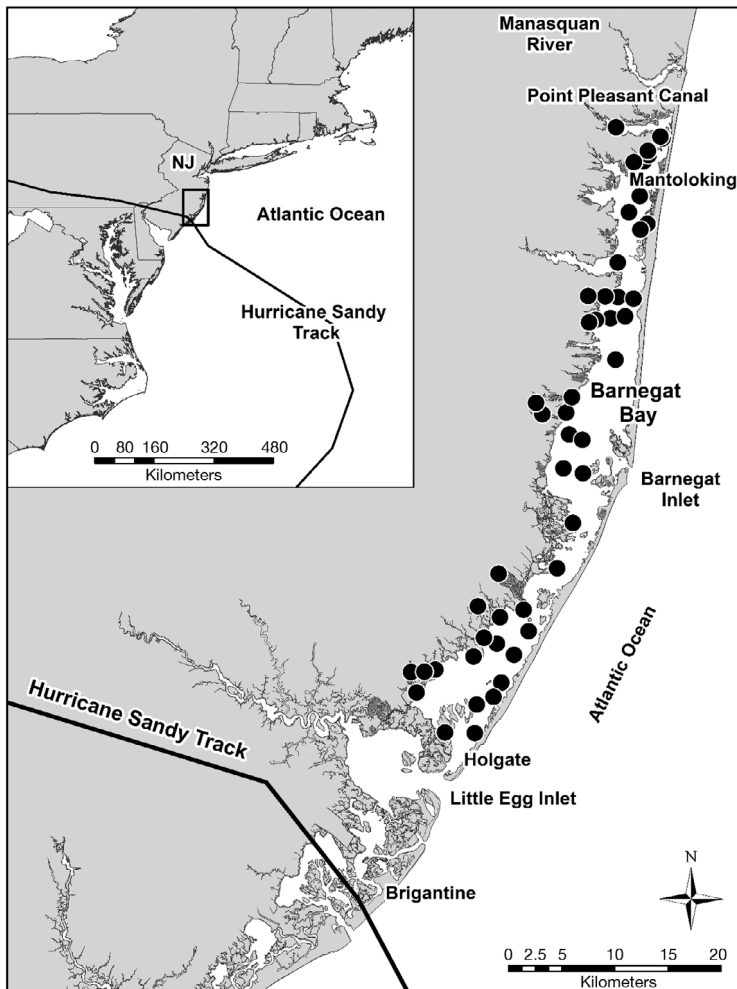 Manasquan
River
Point Pleasant Canal
NJ
Mantoloking
Atlantic Ocean
Hurricane Sandy
Track
Barnegat
Bay
0 80 160 320 480
Kilometers
Barnegat
Inlet
Atlantic Ocean
Hurricane Sandy Track
Holgate
Little Egg Inlet
Brigantine
N
0 2.5 5 10 15 20
Kilometers